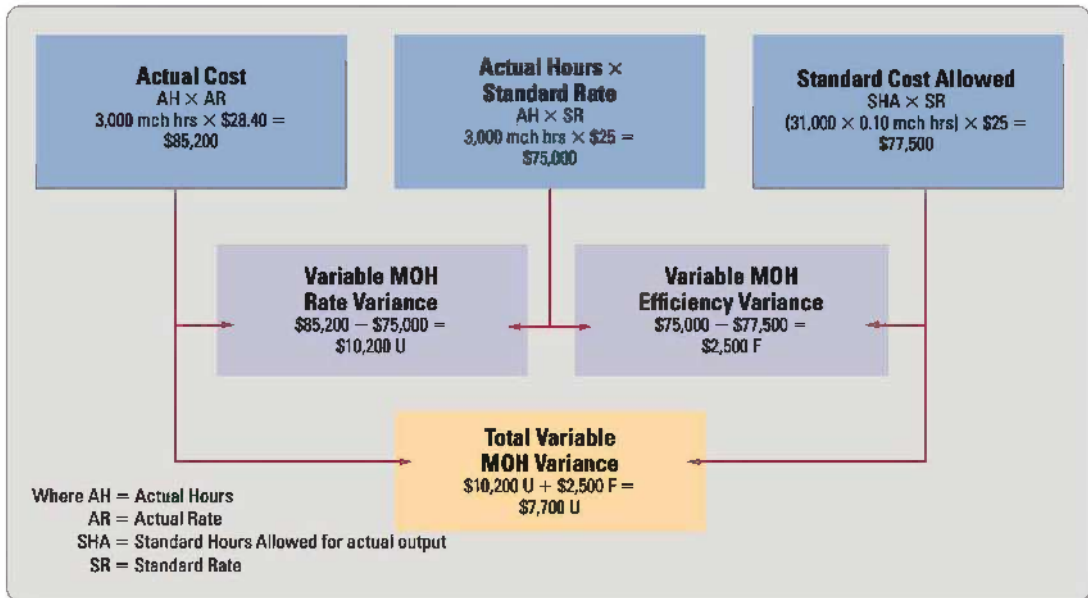 Actual Cost
AH × AR
3,000 mch hrs × $28.40 =
$85,200
Actual Hours ×
Standard Rate
AH × SR
3,000 mch hrs × $25 =
$75,000
Standard Cost Allowed
SHA × SR
(31,000 × 0.10 mch hrs) × $25 =
$77,500
Variable MOH
Rate Variance
$85,200 − $75,000 =
$10,200 U
Variable MOH
Efficiency Variance
$75,000 − $77,500 =
$2,500 F
Total Variable
MOH Variance
$10,200 U + $2,500 F =
$7,700 U
Where AH = Actual Hours
AR = Actual Rate
SHA = Standard Hours Allowed for actual output
SR = Standard Rate